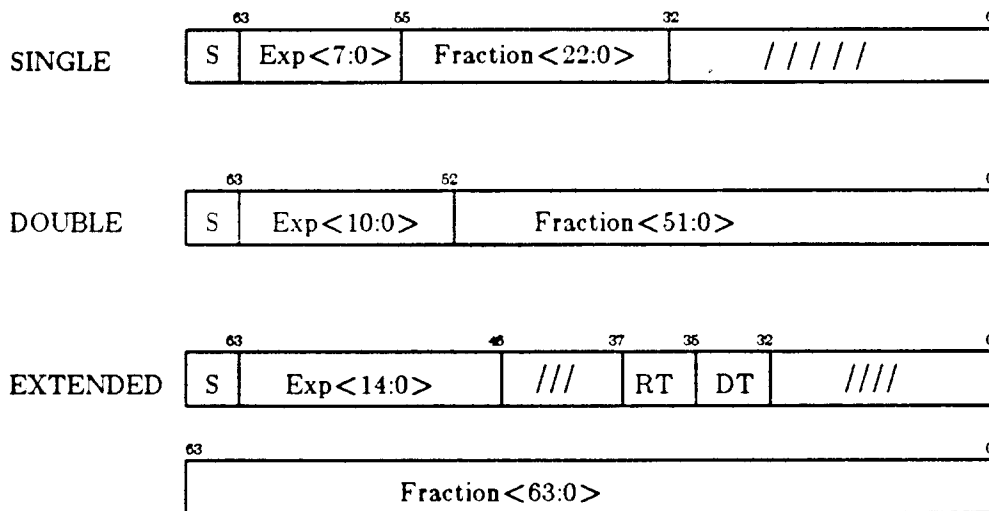 63 55 32
SINGLE S Exp<7:0> Fraction<22:0> / / / / /
63 52
DOUBLE S Exp<10:0> Fraction<51:0>
63 48 37 35 32
EXTENDED S Exp<14:0> /// RT DT ////
63
Fraction<63:0>